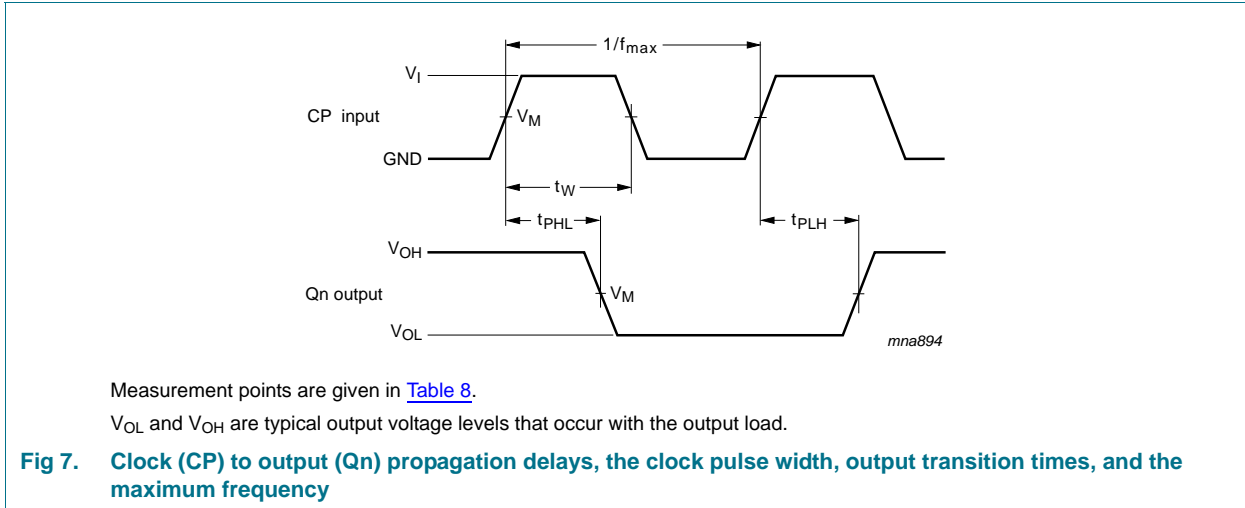 1/fmax
VI
CP input
VM
GND
tW
tPHL
tPLH
VOH
Qn output
VM
VOL
mna894
Measurement points are given in Table 8.
VOL and VOH are typical output voltage levels that occur with the output load.
Fig 7. Clock (CP) to output (Qn) propagation delays, the clock pulse width, output transition times, and the
maximum frequency